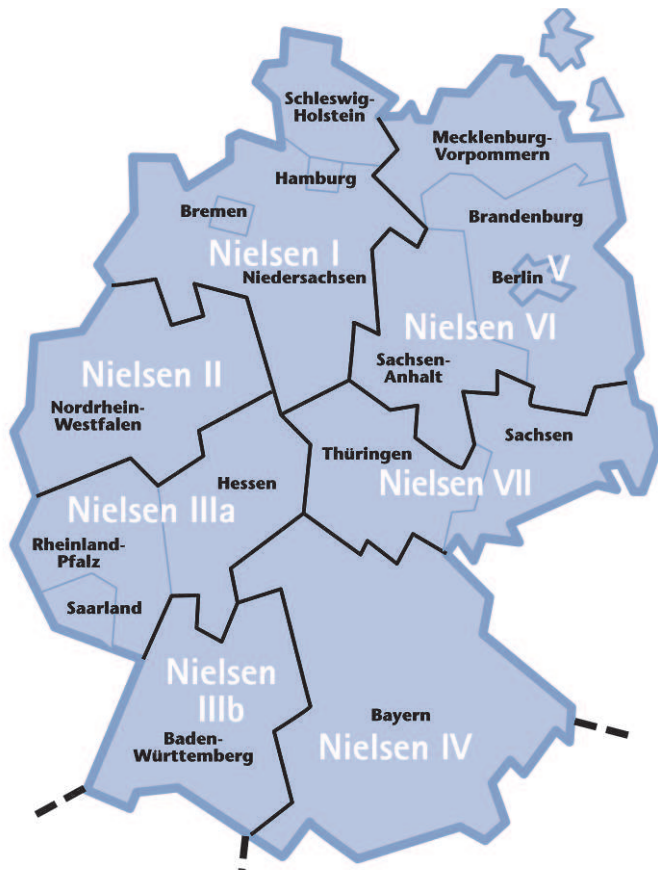 Schleswig-
Holstein
Mecklenburg-
Vorpommern
Hamburg
Bremen
Brandenburg
Nielsen I
Niedersachsen
Berlin
V
Nielsen VI
Nielsen II
Sachsen-
Anhalt
Nordrhein-
Westfalen
Sachsen
Thüringen
Hessen
Nielsen VII
Nielsen IIIa
Rheinland-
Pfalz
Saarland
Nielsen
IIIb
Bayern
Baden-
Württemberg
Nielsen IV